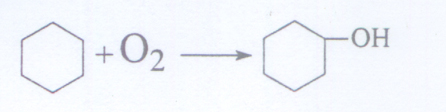 + O₂ → OH